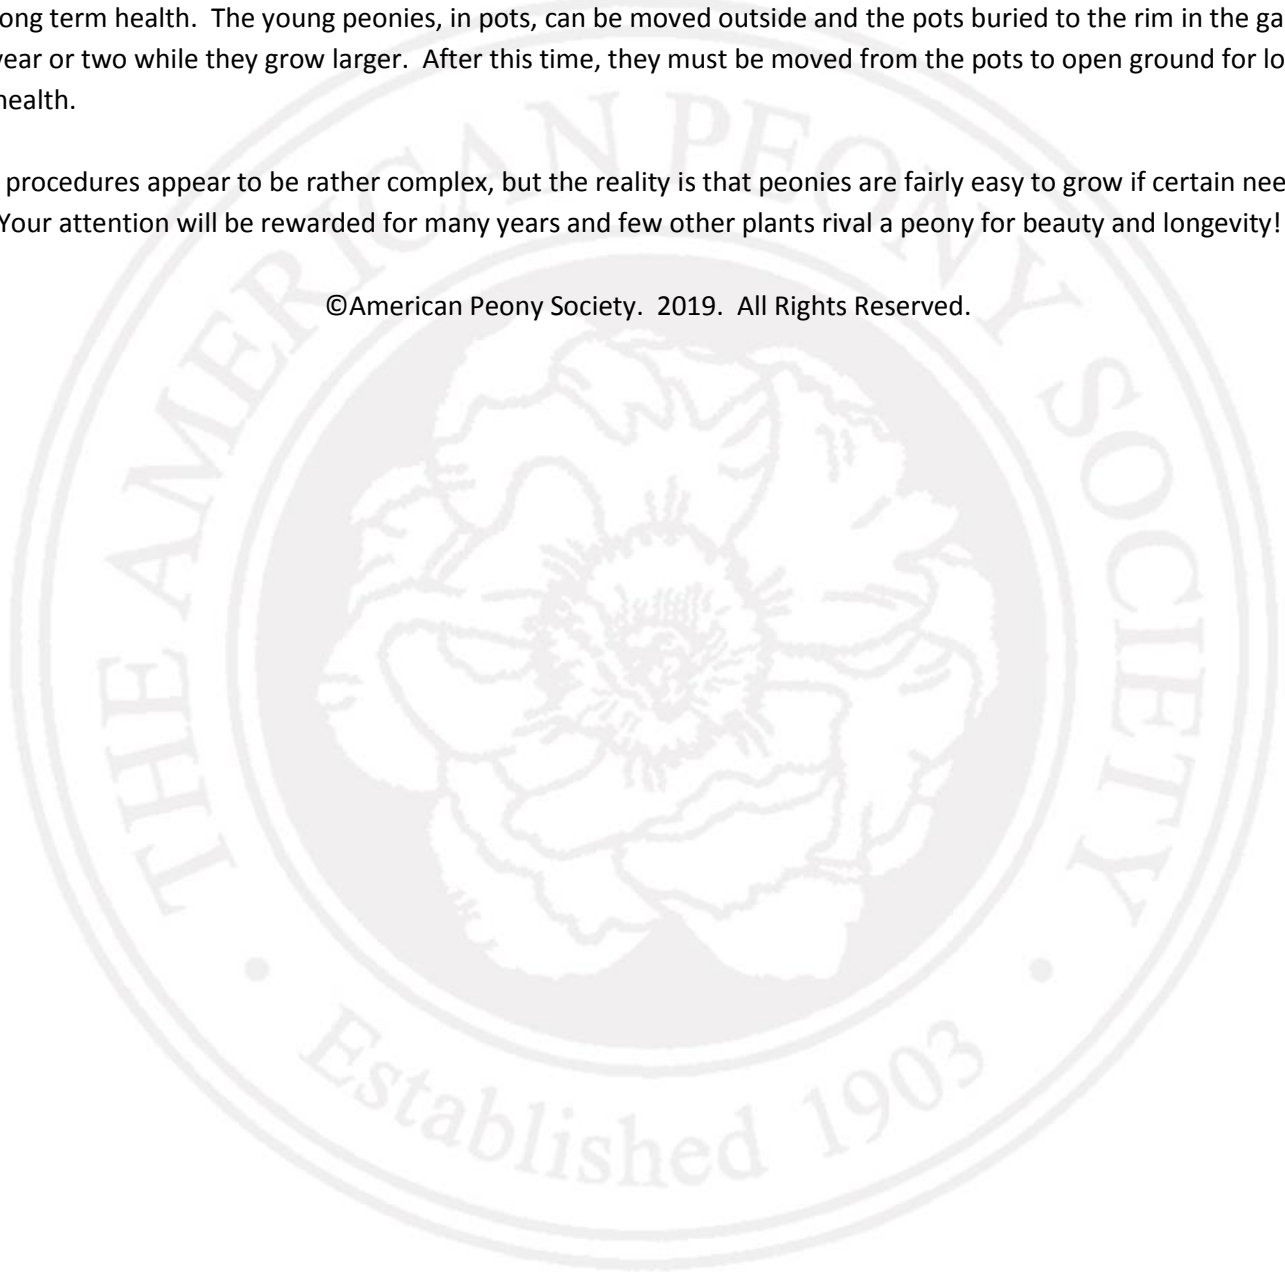 ong term health.  The young peonies, in pots, can be moved outside and the pots buried to the rim in the ga
year or two while they grow larger.  After this time, they must be moved from the pots to open ground for lo
health.
procedures appear to be rather complex, but the reality is that peonies are fairly easy to grow if certain nee
Your attention will be rewarded for many years and few other plants rival a peony for beauty and longevity!
©American Peony Society.  2019.  All Rights Reserved.
THE AMERICAN PEONY SOCIETY
Established 1903